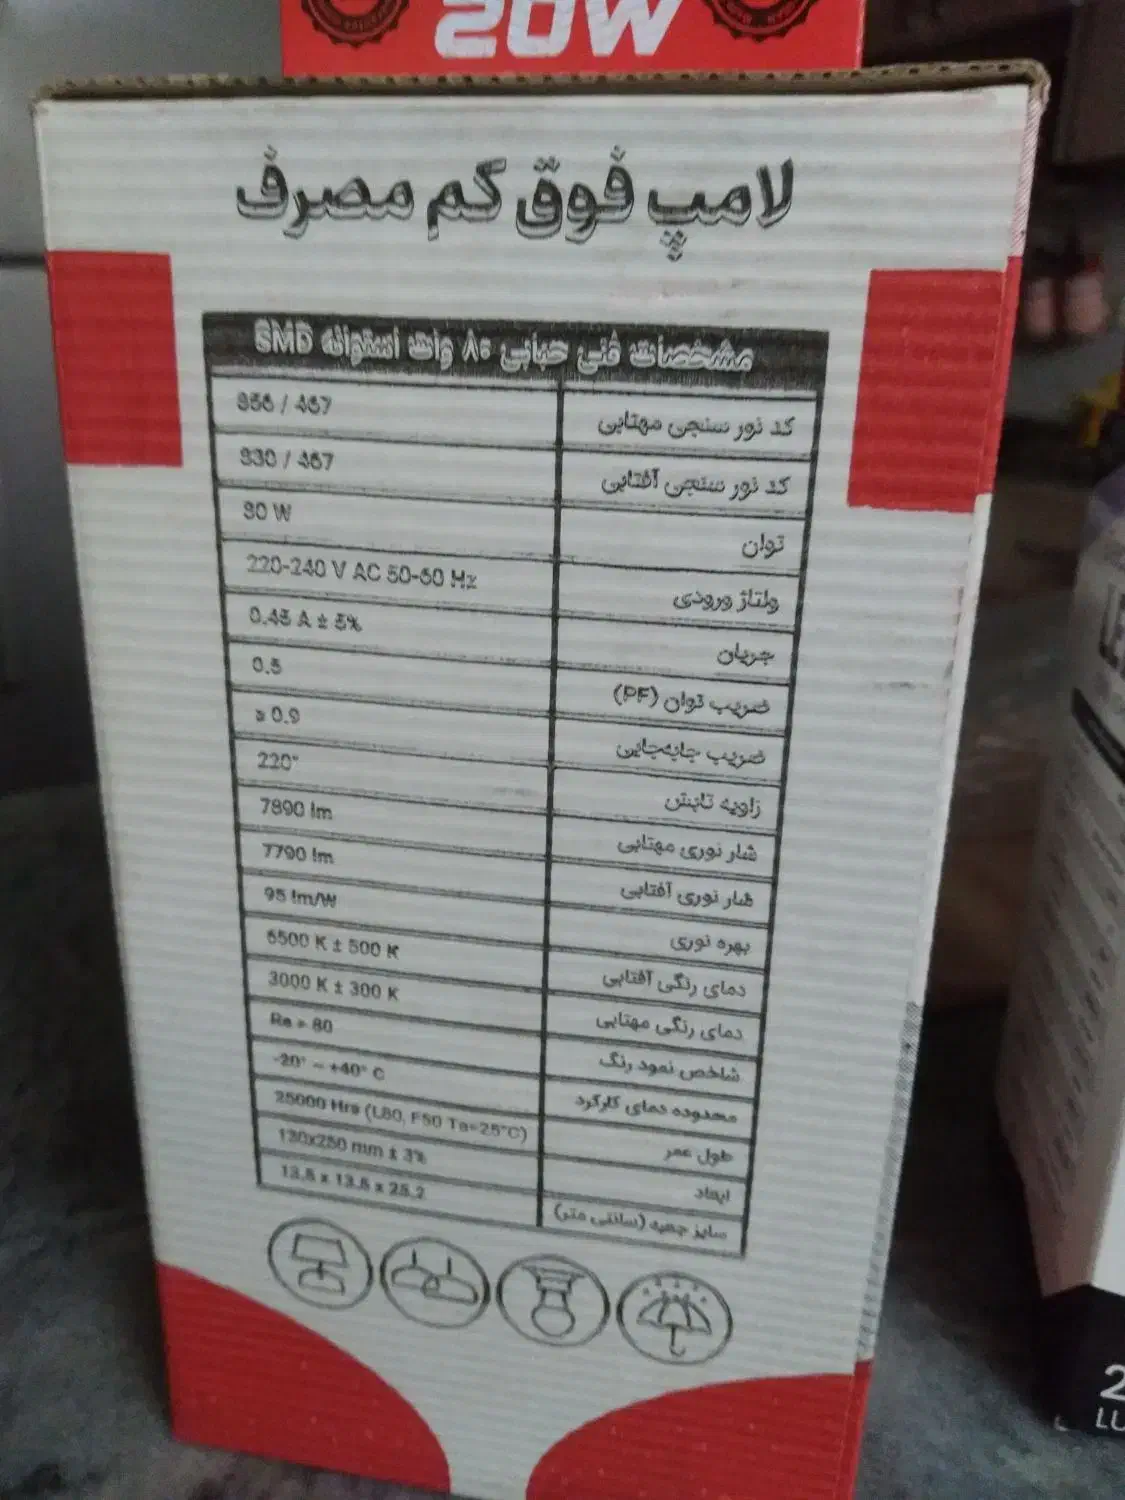 20W
لامپ فوق کم مصرف
مشخصات فنی حبابی ۸۰ وات استوانه SMD
کد نور سنجی مهتابی 856 / 467
کد نور سنجی آفتابی 830 / 467
توان 80 W
ولتاژ ورودی 220-240 V AC 50-60 Hz
جریان 0.45 A ± 5%
ضریب توان (PF) 0.5
ضریب جابه‌جایی ≥ 0.9
زاویه تابش 220°
شار نوری مهتابی 7890 lm
شار نوری آفتابی 7790 lm
بهره نوری 95 lm/W
دمای رنگی آفتابی 6500 K ± 500 K
دمای رنگی مهتابی 3000 K ± 300 K
شاخص نمود رنگ Ra > 80
محدوده دمای کارکرد -20° ~ +40° C
طول عمر 25000 Hrs (L80, F50 Ta=25°C)
ابعاد 130x250 mm ± 3%
سایز جعبه (سانتی متر) 13.5 x 13.5 x 25.2